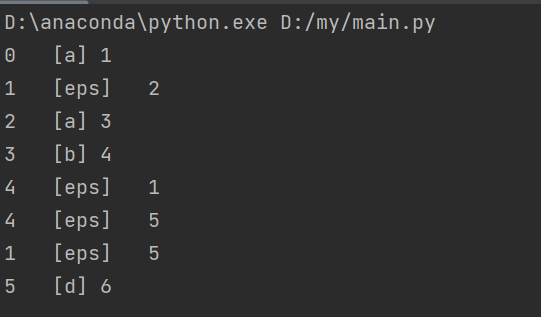 D:\anaconda\python.exe D:/my/main.py
0   [a] 1
1   [eps]   2
2   [a] 3
3   [b] 4
4   [eps]   1
4   [eps]   5
1   [eps]   5
5   [d] 6